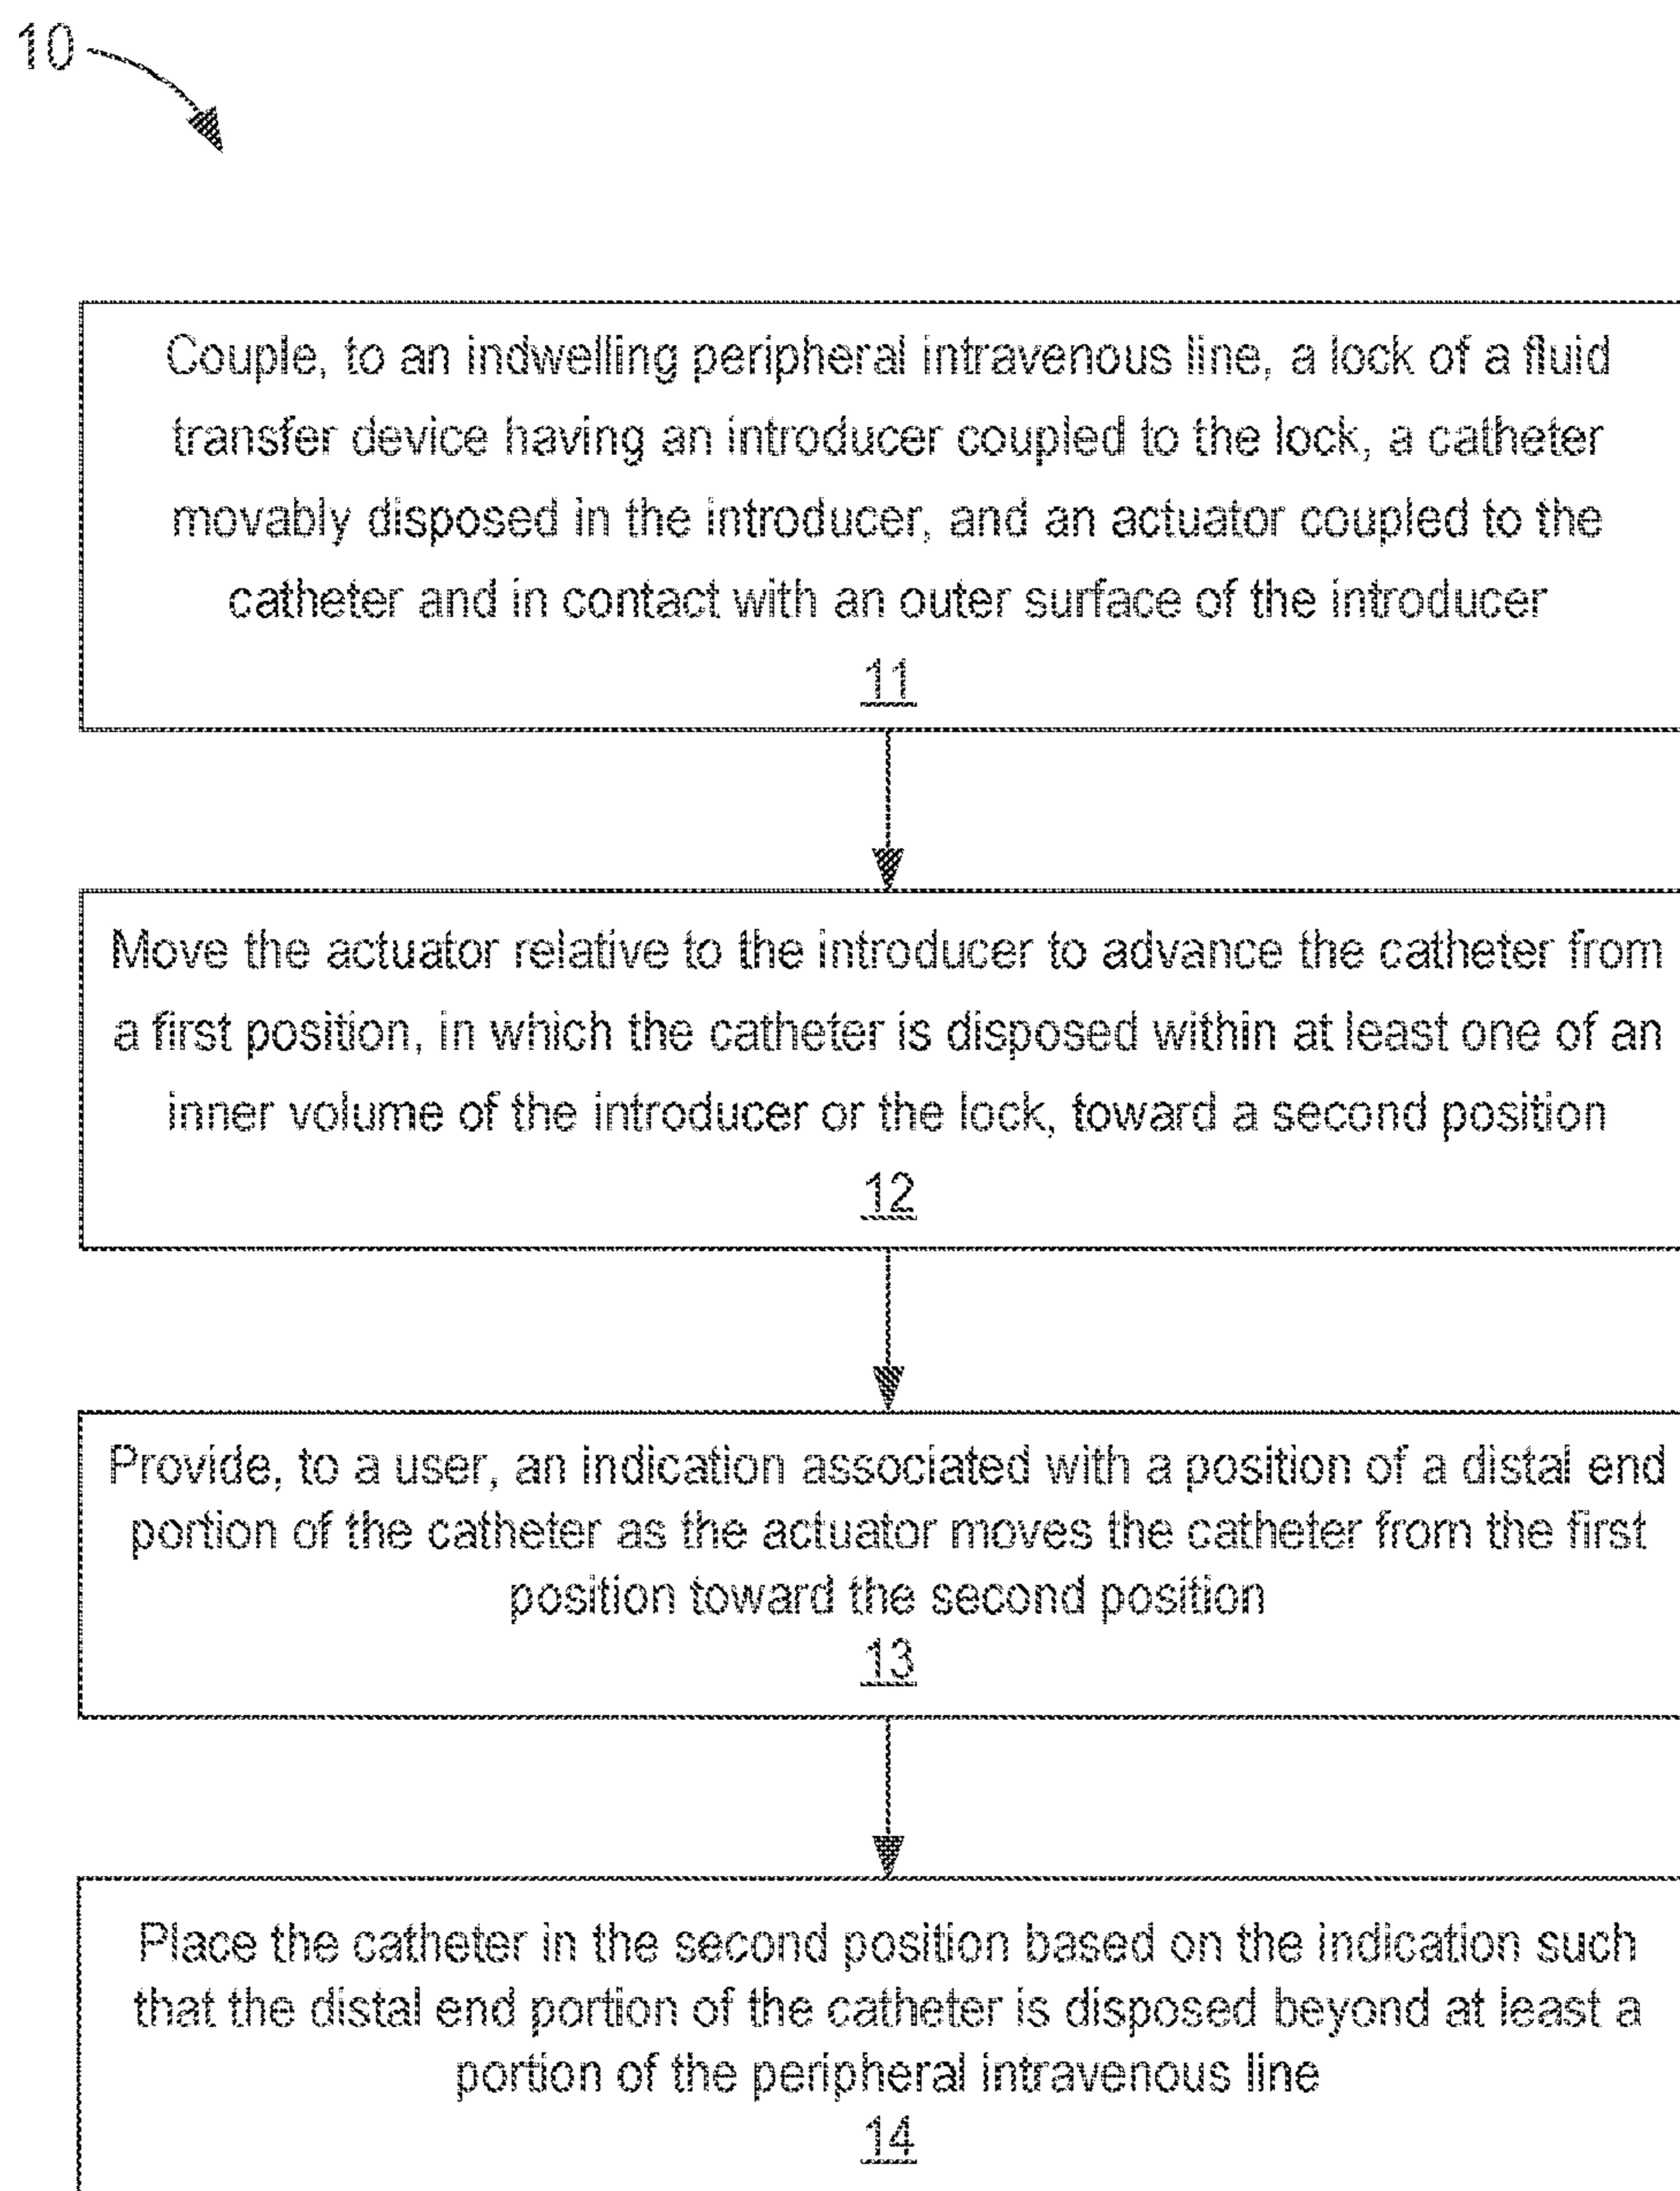 10
Couple, to an indwelling peripheral intravenous line, a lock of a fluid
transfer device having an introducer coupled to the lock, a catheter
movably disposed in the introducer, and an actuator coupled to the
catheter and in contact with an outer surface of the introducer
11
Move the actuator relative to the introducer to advance the catheter from
a first position, in which the catheter is disposed within at least one of an
inner volume of the introducer or the lock, toward a second position
12
Provide, to a user, an indication associated with a position of a distal end
portion of the catheter as the actuator moves the catheter from the first
position toward the second position
13
Place the catheter in the second position based on the indication such
that the distal end portion of the catheter is disposed beyond at least a
portion of the peripheral intravenous line
14